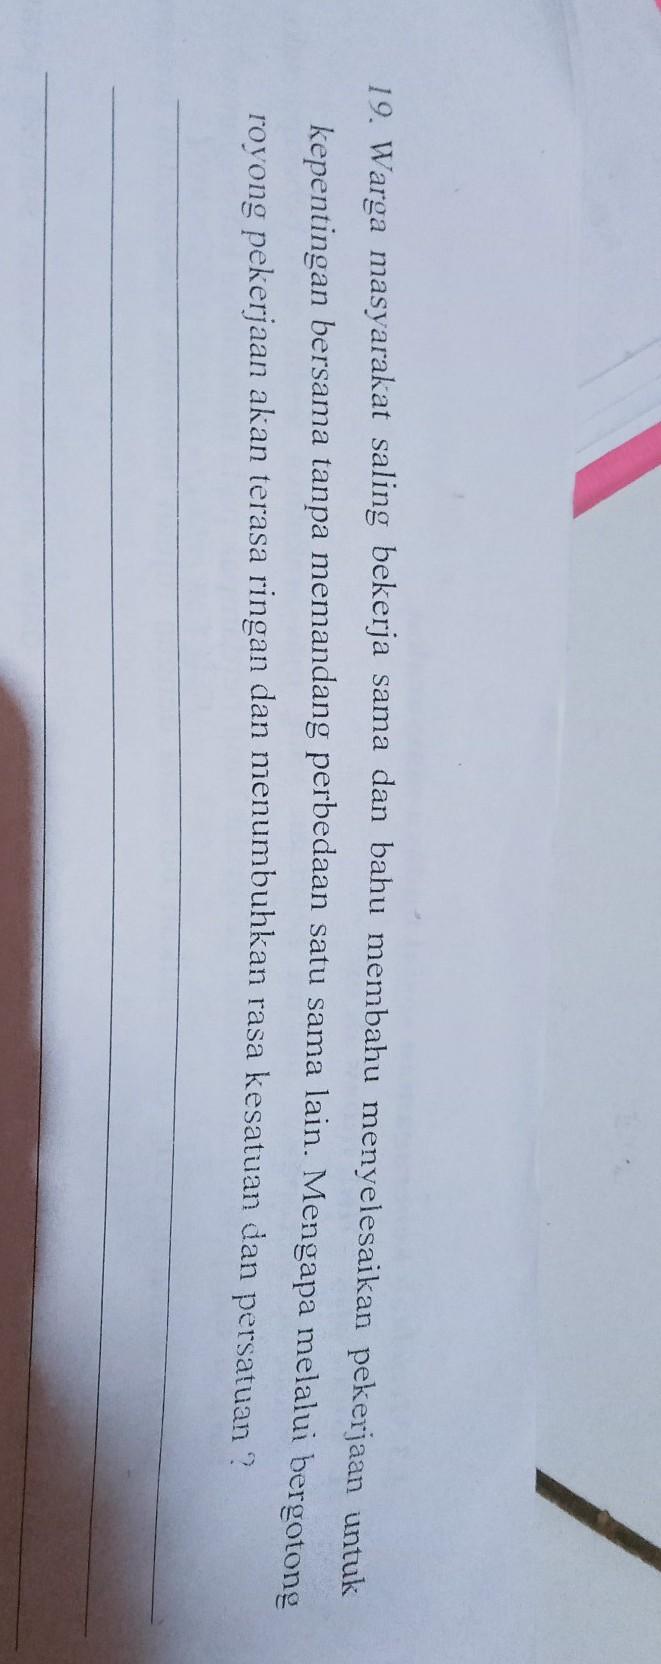 19. Warga masyarakat saling bekerja sama dan bahu membahu menyelesaikan pekerjaan untuk
kepentingan bersama tanpa memandang perbedaan satu sama lain. Mengapa melalui bergotong
royong pekerjaan akan terasa ringan dan menumbuhkan rasa kesatuan dan persatuan ?